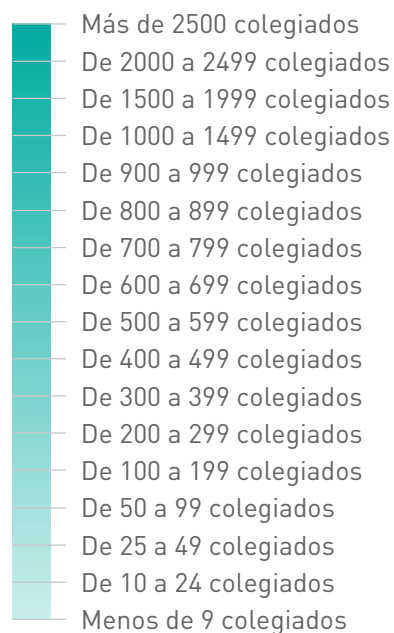 Más de 2500 colegiados
De 2000 a 2499 colegiados
De 1500 a 1999 colegiados
De 1000 a 1499 colegiados
De 900 a 999 colegiados
De 800 a 899 colegiados
De 700 a 799 colegiados
De 600 a 699 colegiados
De 500 a 599 colegiados
De 400 a 499 colegiados
De 300 a 399 colegiados
De 200 a 299 colegiados
De 100 a 199 colegiados
De 50 a 99 colegiados
De 25 a 49 colegiados
De 10 a 24 colegiados
Menos de 9 colegiados